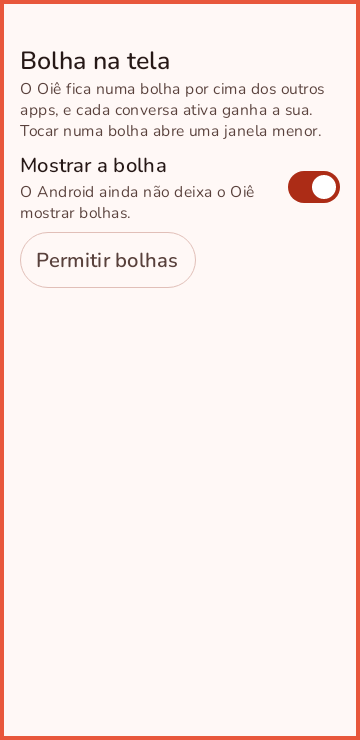 Bolha na tela
O Oiê fica numa bolha por cima dos outros
apps, e cada conversa ativa ganha a sua.
Tocar numa bolha abre uma janela menor.
Mostrar a bolha
O Android ainda não deixa o Oiê
mostrar bolhas.
Permitir bolhas